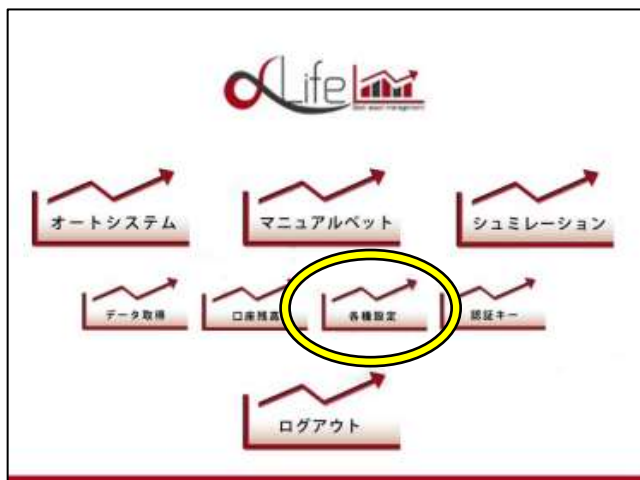 αLife
オートシステム
マニュアルベット
シュミレーション
データ取得
口座残高
各種設定
認証キー
ログアウト